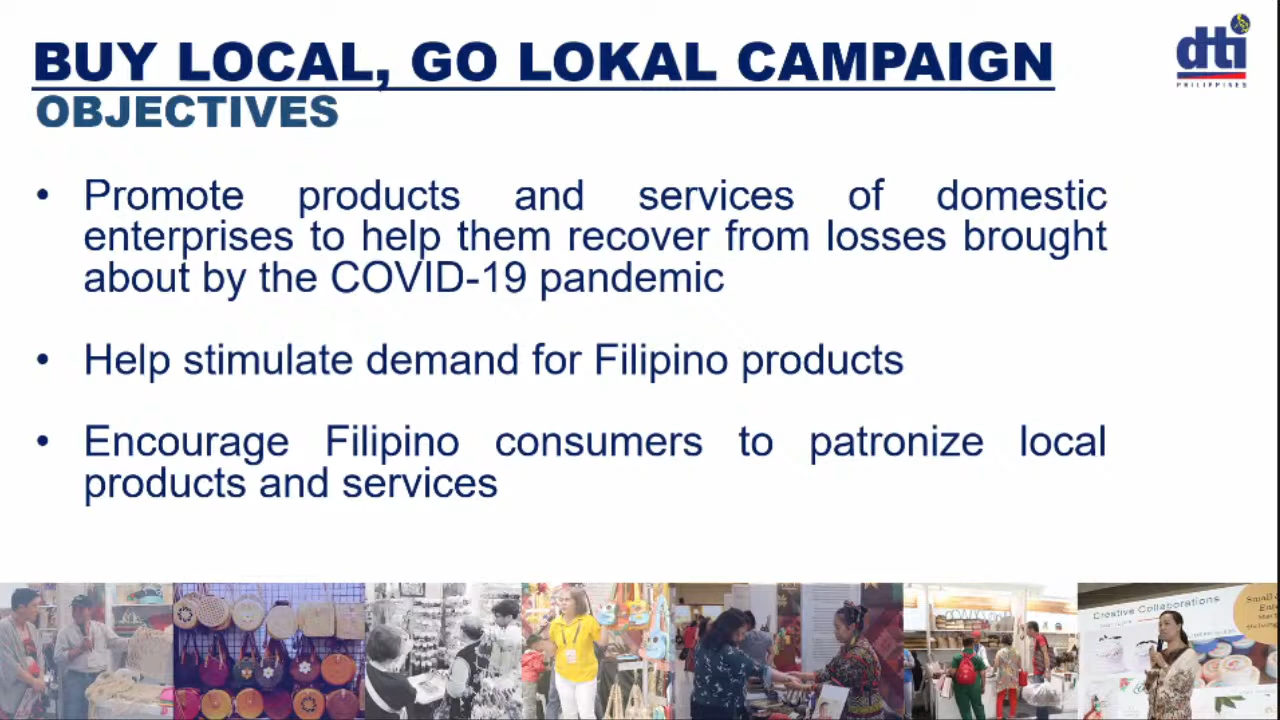 BUY LOCAL, GO LOKAL CAMPAIGN
OBJECTIVES
dti
PHILIPPINES
• Promote products and services of domestic
enterprises to help them recover from losses brought
about by the COVID-19 pandemic
• Help stimulate demand for Filipino products
• Encourage Filipino consumers to patronize local
products and services
Creative Collaborations